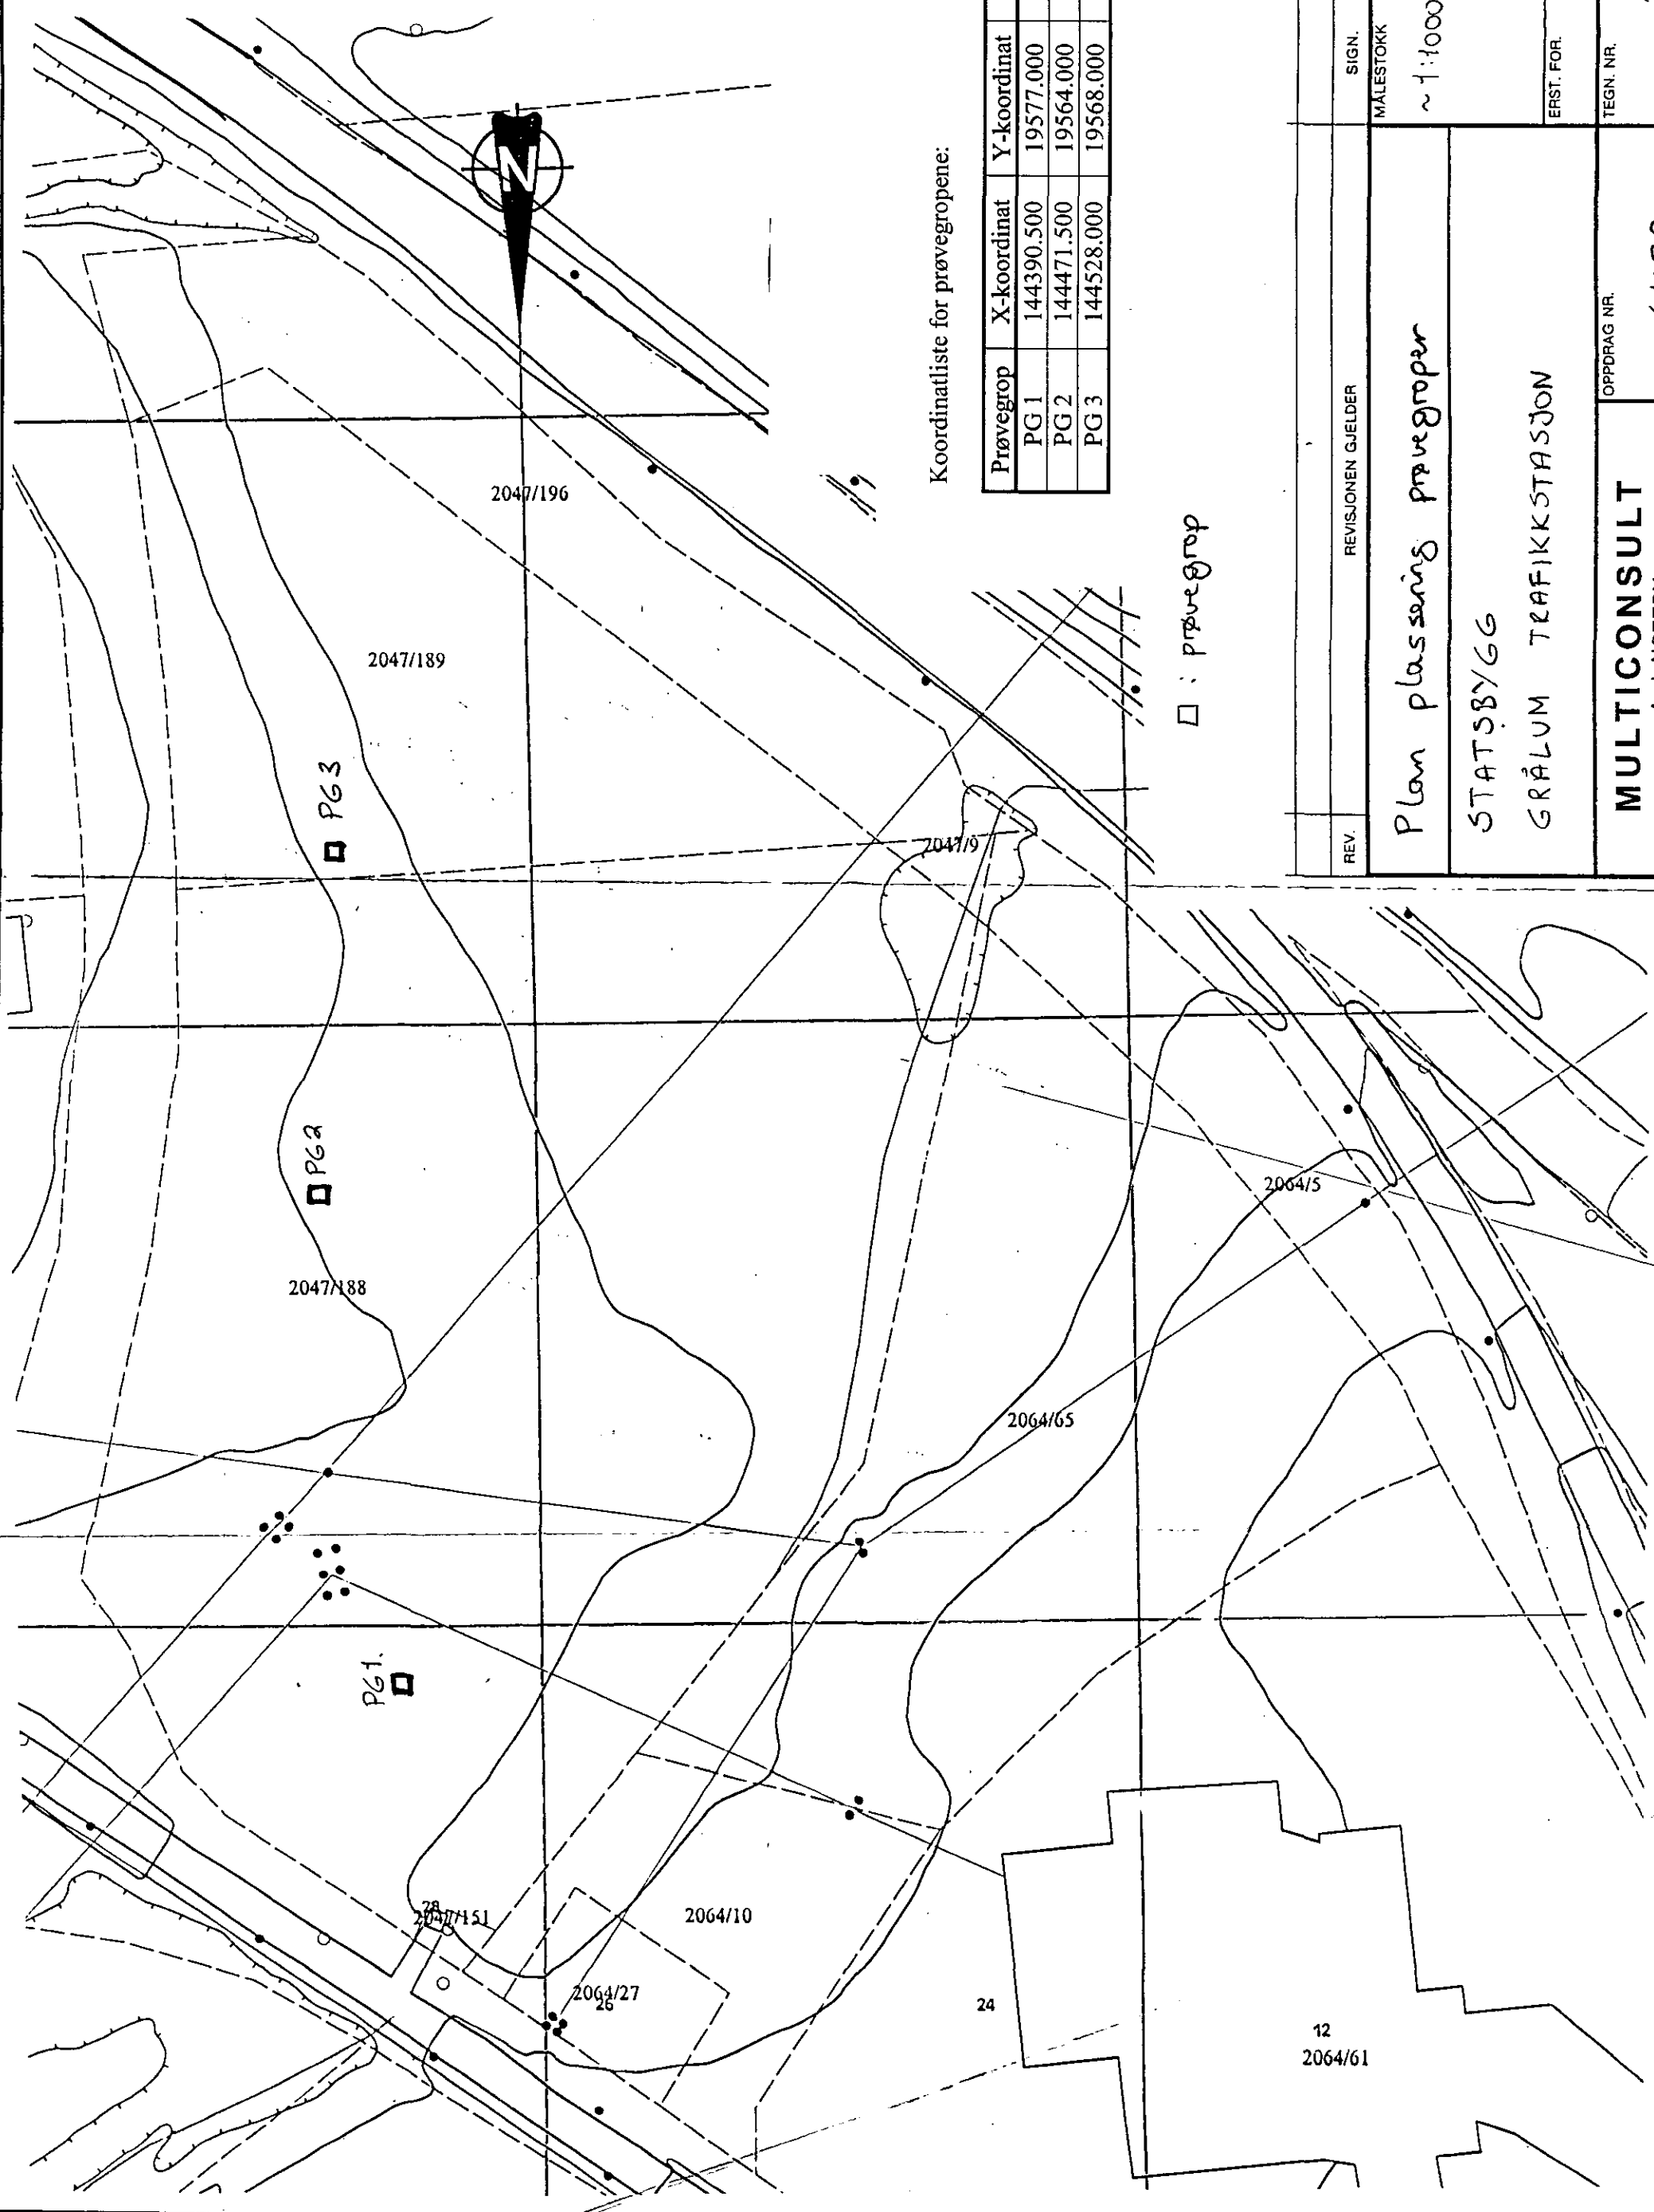 N
2047/196
2047/189
PG3
2047/9
PG2
2047/188
2064/5
2064/65
PG1.
28
2047/151
2064/10
2064/27
26
24
12
2064/61
Koordinatliste for prøvegropene:
Prøvegrop X-koordinat Y-koordinat
PG 1 144390.500 19577.000
PG 2 144471.500 19564.000
PG 3 144528.000 19568.000
□ : prøvegrop
REV. REVISJONEN GJELDER SIGN.
Plan plassering prøvegroper
STATSBYGG
GRÅLUM TRAFIKKSTASJON
MÅLESTOKK
~1:1000
ERST. FOR.
MULTICONSULT
OPPDRAG NR.
TEGN. NR.